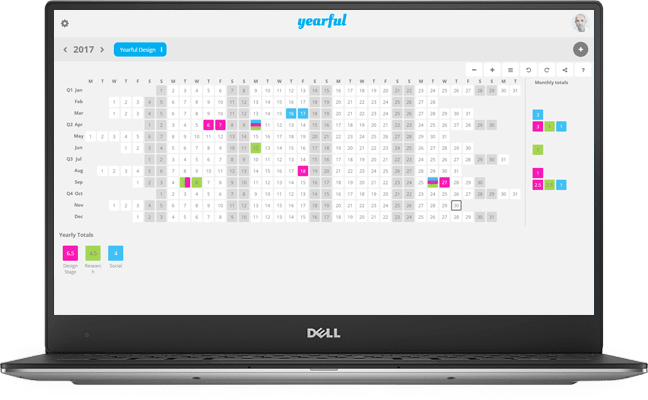 yearful
2017 Yearful Design
Monthly totals
M T W T F S S M T W T F S S M T W T F S S M T W T F S S M T W T F S S M T
Q1 Jan 1 2 3 4 5 6 7 8 9 10 11 12 13 14 15 16 17 18 19 20 21 22 23 24 25 26 27 28 29 30 31
Feb 1 2 3 4 5 6 7 8 9 10 11 12 13 14 15 16 17 18 19 20 21 22 23 24 25 26 27 28
Mar 1 2 3 4 5 6 7 8 9 10 11 12 13 14 15 16 17 18 19 20 21 22 23 24 25 26 27 28 29 30 31 3
Q2 Apr 1 2 3 4 5 6 7 8 9 11 12 13 14 15 16 17 18 19 20 21 22 23 24 25 26 27 28 29 30 3 1 1
May 1 2 3 4 5 6 7 8 9 10 11 12 13 14 15 16 17 18 19 20 21 22 23 24 25 26 27 28 29 30 31
Jun 1 2 3 4 5 6 7 8 9 10 11 12 13 14 15 16 17 18 19 20 21 22 23 24 25 26 27 28 29 30 1
Q3 Jul 1 2 3 4 5 6 7 8 9 10 11 12 13 14 15 16 17 18 19 20 21 22 23 24 25 26 27 28 29 30 31
Aug 1 2 3 4 5 6 7 8 9 10 11 12 13 14 15 16 17 18 19 20 21 22 23 24 25 26 27 28 29 30 31 1
Sep 1 2 3 4 6 7 8 9 10 11 12 13 14 15 16 17 18 19 20 21 22 23 24 25 27 28 29 30 2.5 1
Q4 Oct 1 2 3 4 5 6 7 8 9 10 11 12 13 14 15 16 17 18 19 20 21 22 23 24 25 26 27 28 29 30 31
Nov 1 2 3 4 5 6 7 8 9 10 11 12 13 14 15 16 17 18 19 20 21 22 23 24 25 26 27 28 29 30
Dec 1 2 3 4 5 6 7 8 9 10 11 12 13 14 15 16 17 18 19 20 21 22 23 24 25 26 27 28 29 30 31
Yearly Totals
6.5 4.5 4
Design Researc Social
Stage h
DELL